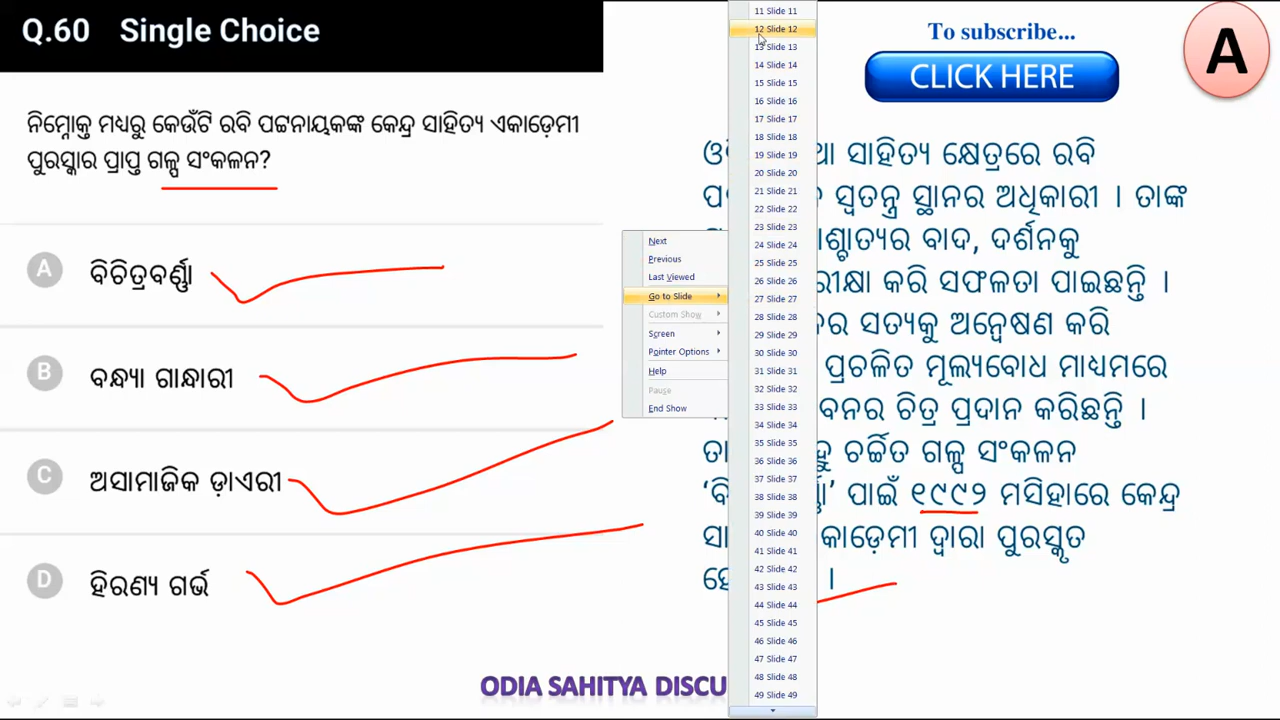 Q.60 Single Choice
ନିମ୍ନୋକ୍ତ ମଧ୍ୟରୁ କେଉଁଟି ରବି ପଟ୍ଟନାୟକଙ୍କ କେନ୍ଦ୍ର ସାହିତ୍ୟ ଏକାଡ଼େମୀ
ପୁରସ୍କାର ପ୍ରାପ୍ତ ଗଳ୍ପ ସଂକଳନ?
A ବିଚିତ୍ରବର୍ଣ୍ଣା
B ବନ୍ଧ୍ୟା ଗାନ୍ଧାରୀ
C ଅସାମାଜିକ ଡ଼ାଏରୀ
D ହିରଣ୍ୟ ଗର୍ଭ
Next
Previous
Last Viewed
Go to Slide
Custom Show
Screen
Pointer Options
Help
Pause
End Show
11 Slide 11
12 Slide 12
13 Slide 13
14 Slide 14
15 Slide 15
16 Slide 16
17 Slide 17
18 Slide 18
19 Slide 19
20 Slide 20
21 Slide 21
22 Slide 22
23 Slide 23
24 Slide 24
25 Slide 25
26 Slide 26
27 Slide 27
28 Slide 28
29 Slide 29
30 Slide 30
31 Slide 31
32 Slide 32
33 Slide 33
34 Slide 34
35 Slide 35
36 Slide 36
37 Slide 37
38 Slide 38
39 Slide 39
40 Slide 40
41 Slide 41
42 Slide 42
43 Slide 43
44 Slide 44
45 Slide 45
46 Slide 46
47 Slide 47
48 Slide 48
49 Slide 49
To subscribe...
CLICK HERE
A
ସାହିତ୍ୟ କ୍ଷେତ୍ରରେ ରବି
ସ୍ୱତନ୍ତ୍ର ସ୍ଥାନର ଅଧିକାରୀ । ତାଙ୍କ
ବାଦ, ଦର୍ଶନକୁ
କରି ସଫଳତା ପାଇଛନ୍ତି ।
ସତ୍ୟକୁ ଅନ୍ୱେଷଣ କରି
ପ୍ରଚଳିତ ମୂଲ୍ୟବୋଧ ମାଧ୍ୟମରେ
ଚିତ୍ର ପ୍ରଦାନ କରିଛନ୍ତି ।
ଚର୍ଚ୍ଚିତ ଗଳ୍ପ ସଂକଳନ
ପାଇଁ ୧୯୯୨ ମସିହାରେ କେନ୍ଦ୍ର
ଦ୍ୱାରା ପୁରସ୍କୃତ
।
ODIA SAHITYA